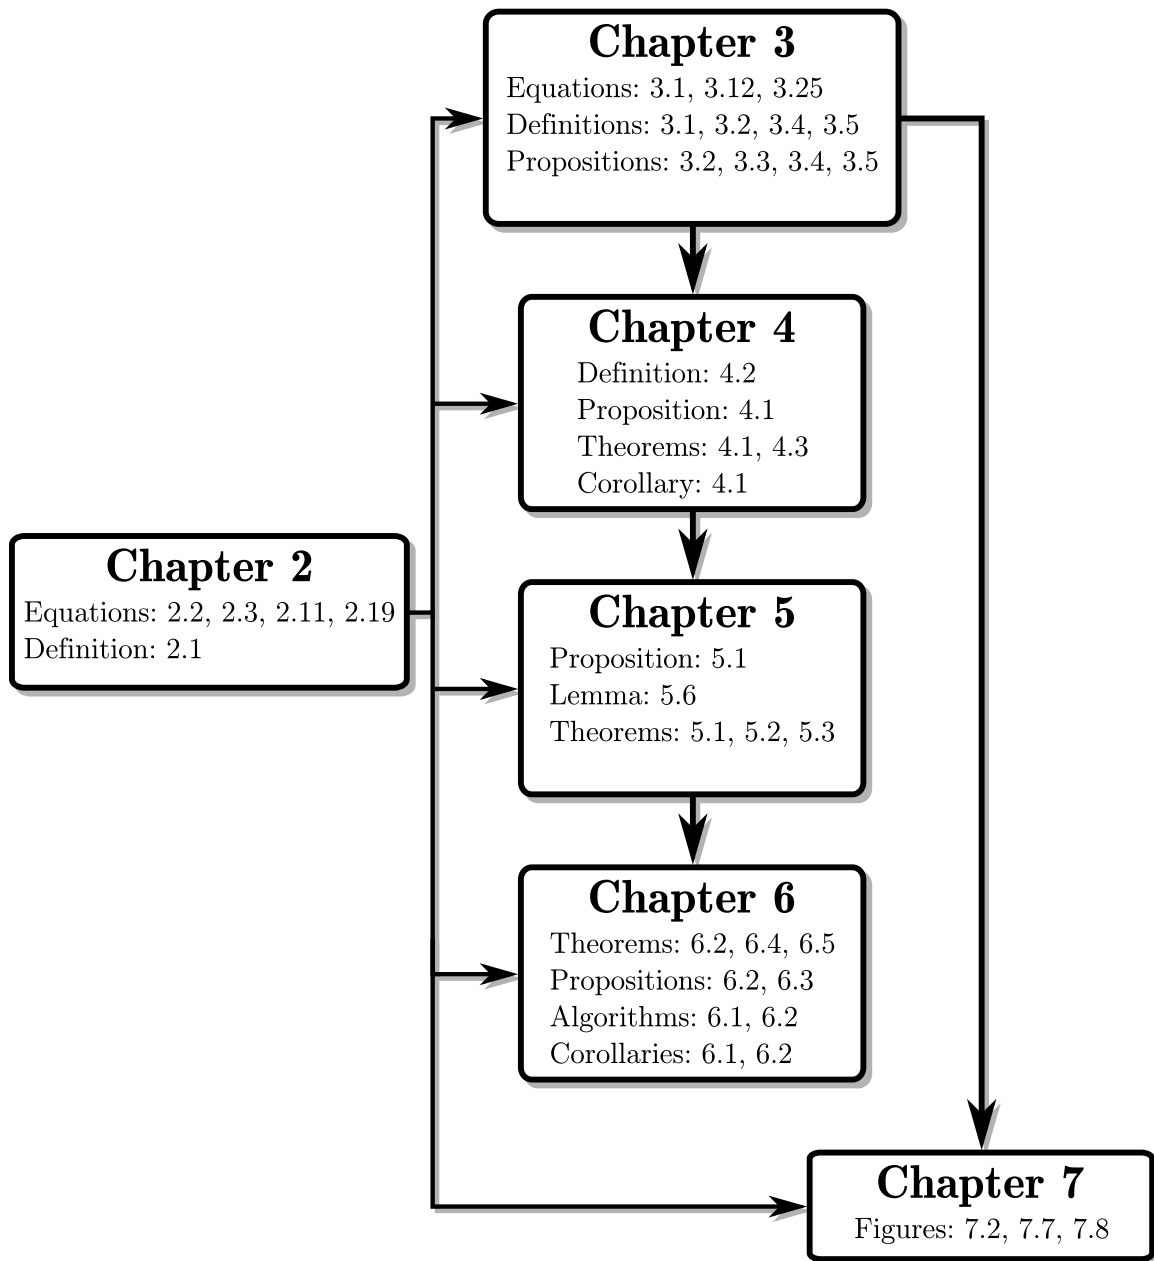 Chapter 3
Equations: 3.1, 3.12, 3.25
Definitions: 3.1, 3.2, 3.4, 3.5
Propositions: 3.2, 3.3, 3.4, 3.5
Chapter 4
Definition: 4.2
Proposition: 4.1
Theorems: 4.1, 4.3
Corollary: 4.1
Chapter 2
Equations: 2.2, 2.3, 2.11, 2.19
Definition: 2.1
Chapter 5
Proposition: 5.1
Lemma: 5.6
Theorems: 5.1, 5.2, 5.3
Chapter 6
Theorems: 6.2, 6.4, 6.5
Propositions: 6.2, 6.3
Algorithms: 6.1, 6.2
Corollaries: 6.1, 6.2
Chapter 7
Figures: 7.2, 7.7, 7.8